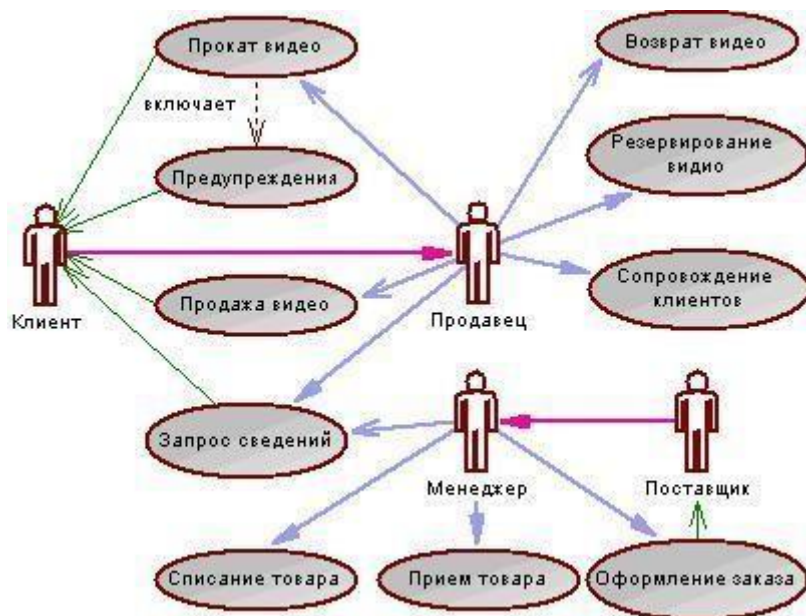 Прокат видео
Возврат видео
включает
Предупреждения
Резервирование
видио
Клиент
Продажа видео
Продавец
Сопровождение
клиентов
Запрос сведений
Менеджер
Поставщик
Списание товара
Прием товара
Оформление заказа